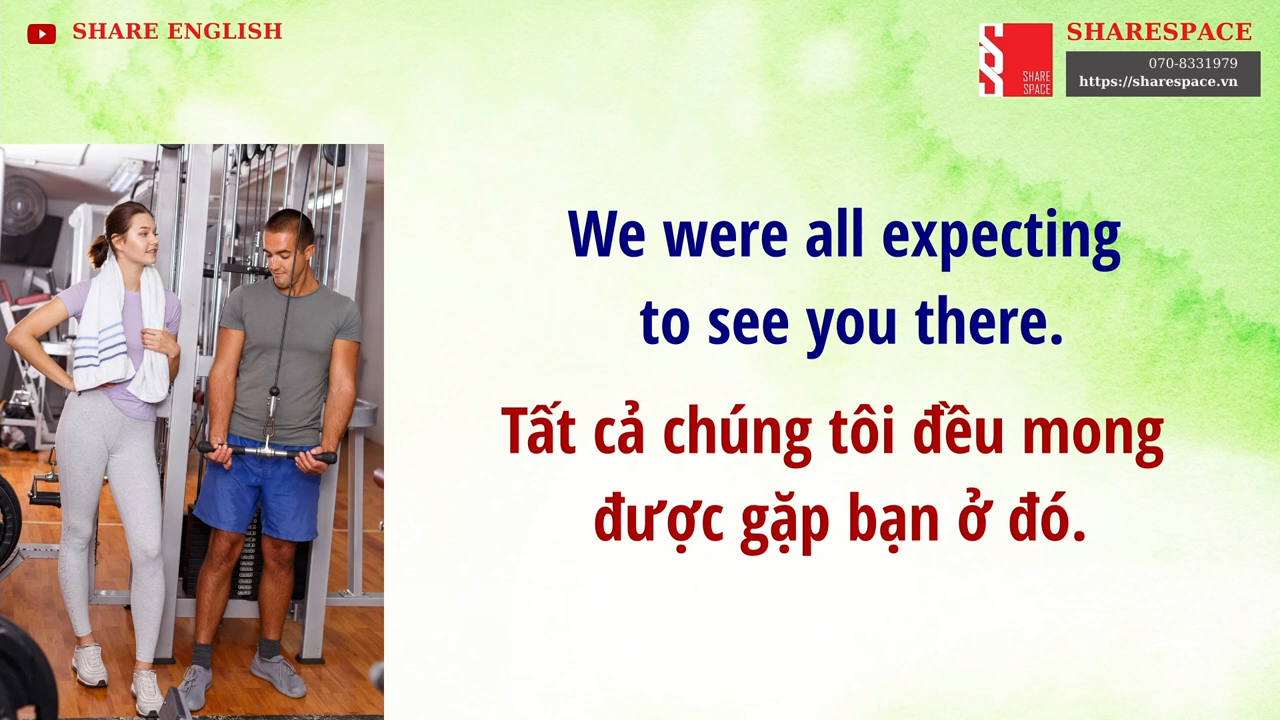 SHARE ENGLISH
SHARE
SPACE
SHARESPACE
070-8331979
https://sharespace.vn
We were all expecting
to see you there.
Tất cả chúng tôi đều mong
được gặp bạn ở đó.